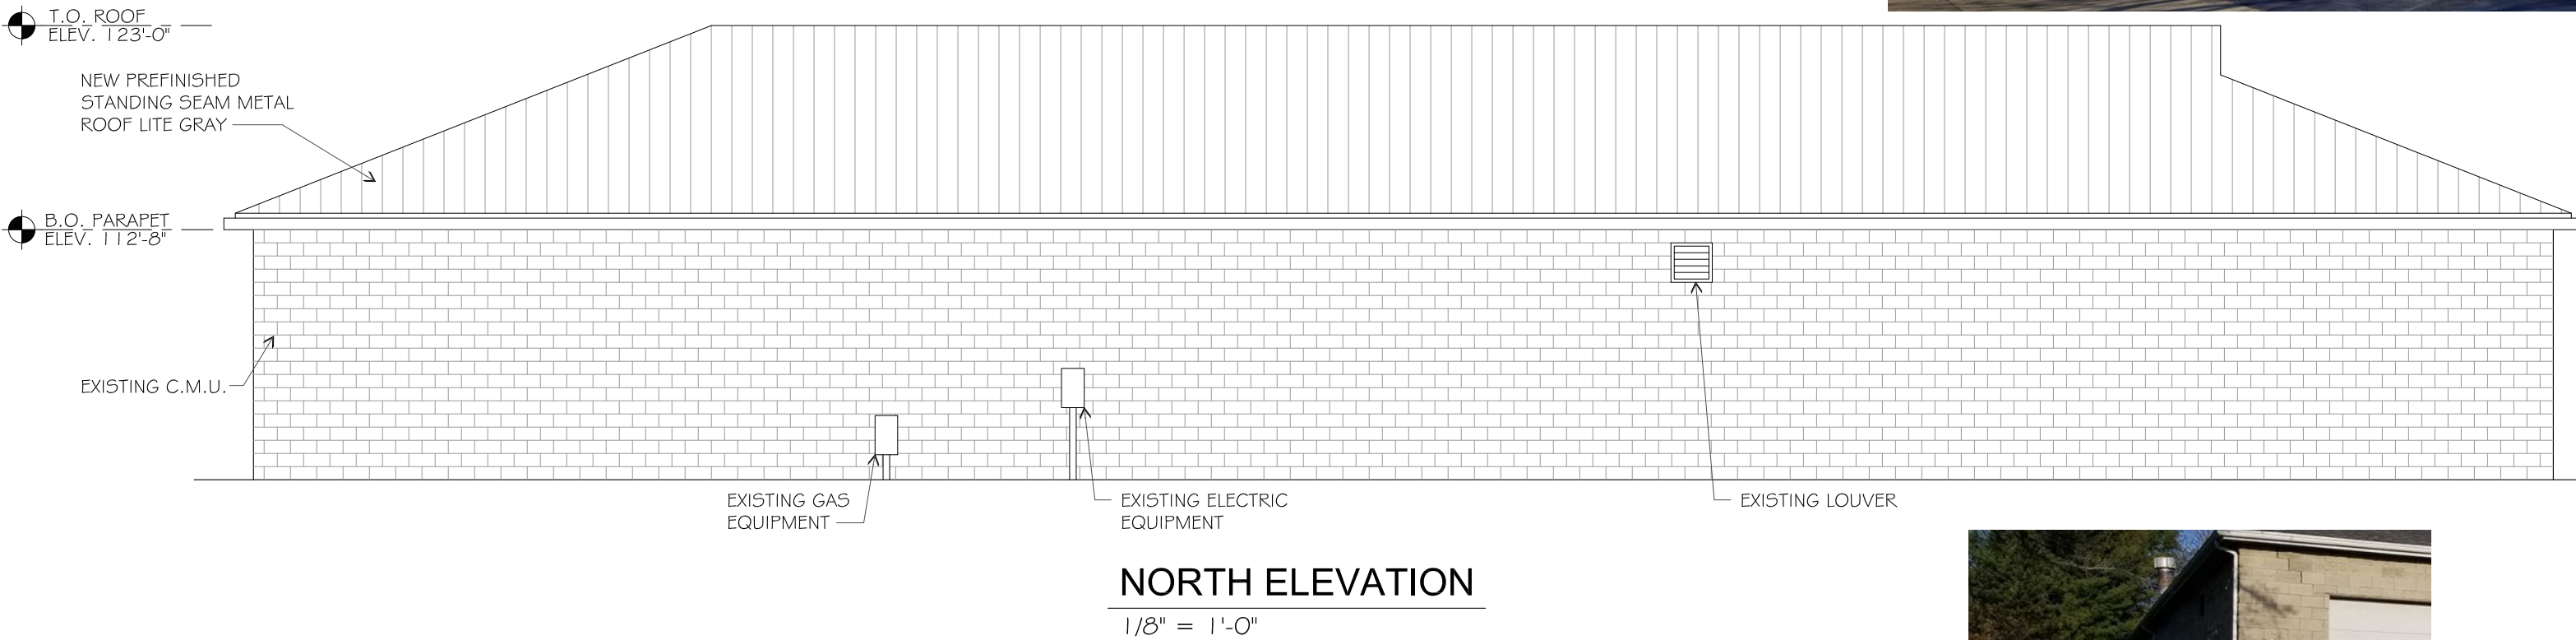 T.O. ROOF
ELEV. 123'-0"
NEW PREFINISHED
STANDING SEAM METAL
ROOF LITE GRAY
B.O. PARAPET
ELEV. 112'-8"
EXISTING C.M.U.
EXISTING GAS
EQUIPMENT
EXISTING ELECTRIC
EQUIPMENT
EXISTING LOUVER
NORTH ELEVATION
1/8" = 1'-0"